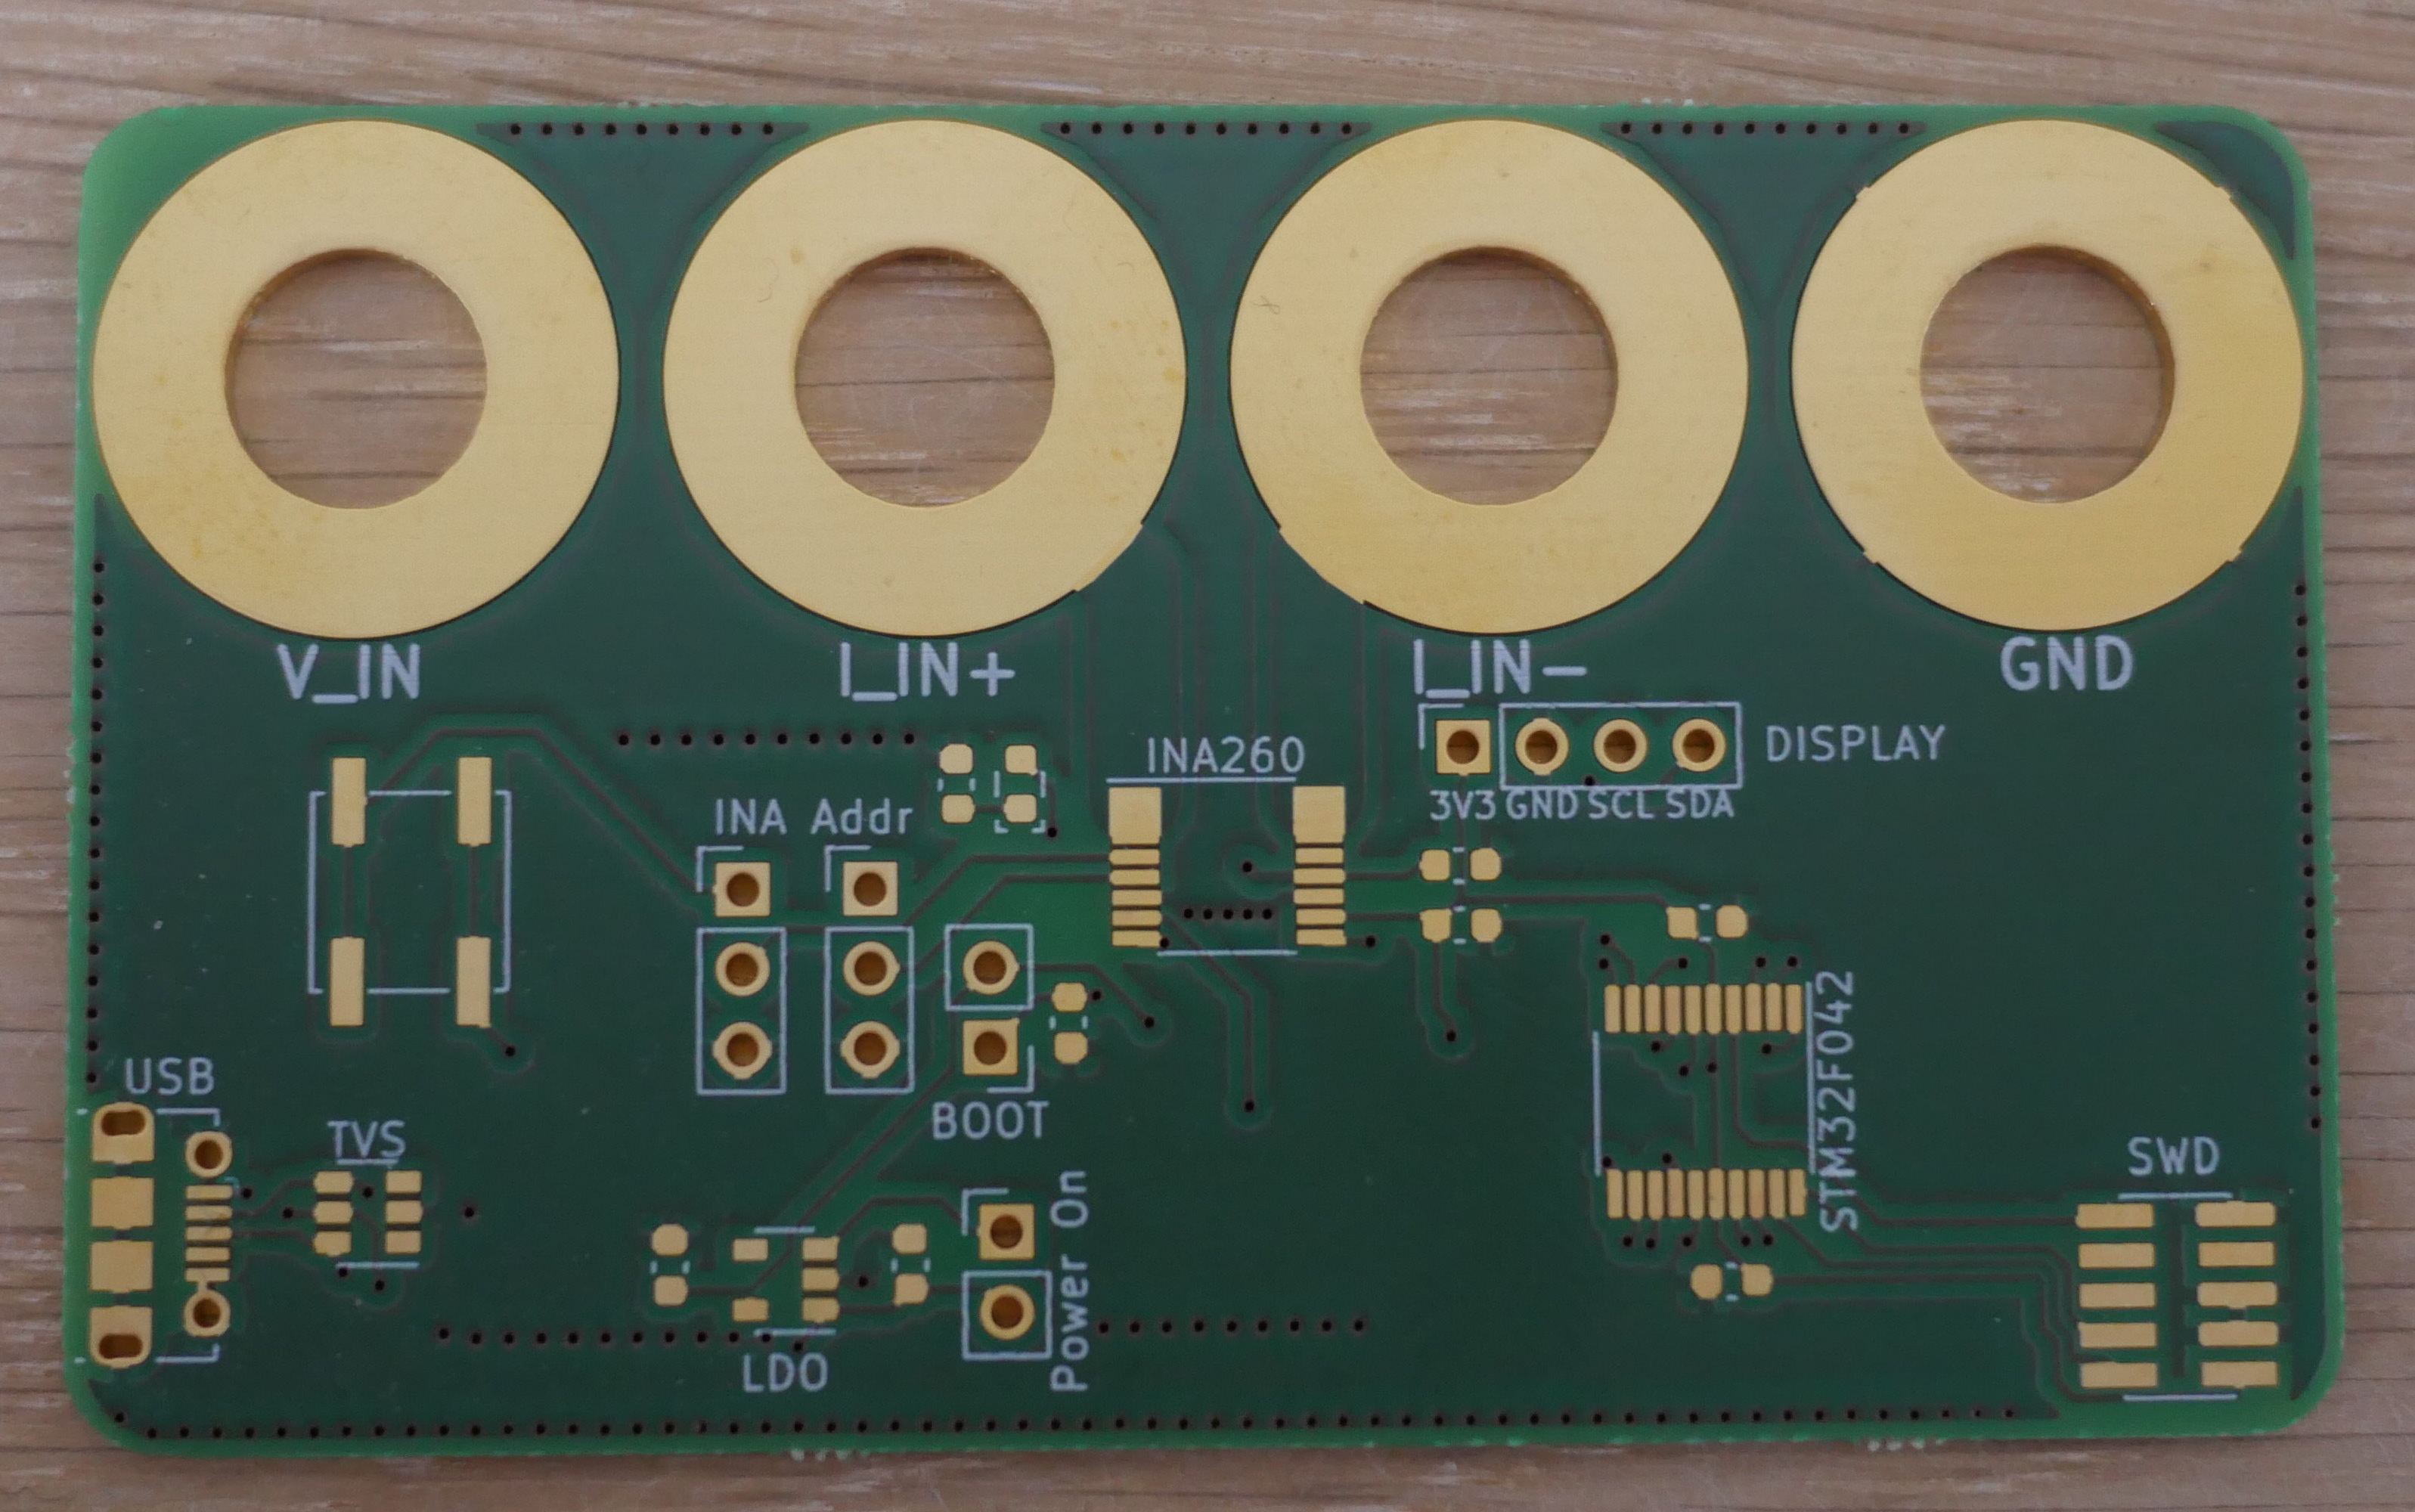 V_IN
I_IN+
I_IN-
GND
DISPLAY
3V3 GND SCL SDA
INA260
INA Addr
BOOT
USB
TVS
STM32F042
SWD
Power On
LDO